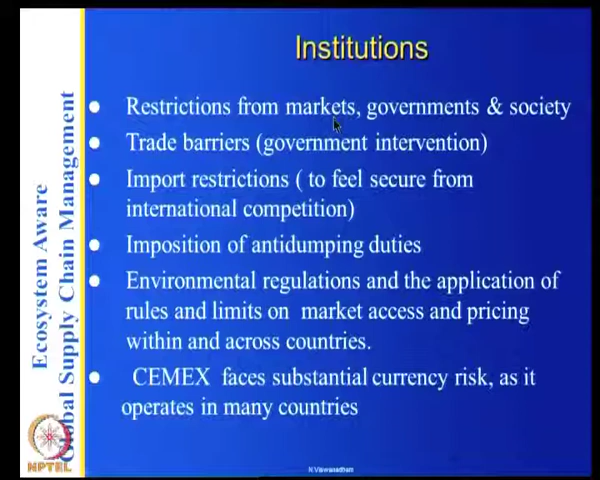 Institutions
Restrictions from markets, governments & society
Trade barriers (government intervention)
Import restrictions ( to feel secure from
international competition)
Imposition of antidumping duties
Environmental regulations and the application of
rules and limits on market access and pricing
within and across countries.
CEMEX faces substantial currency risk, as it
operates in many countries
Ecosystem Aware
Global Supply Chain Management
NPTEL
N.Viswanadham